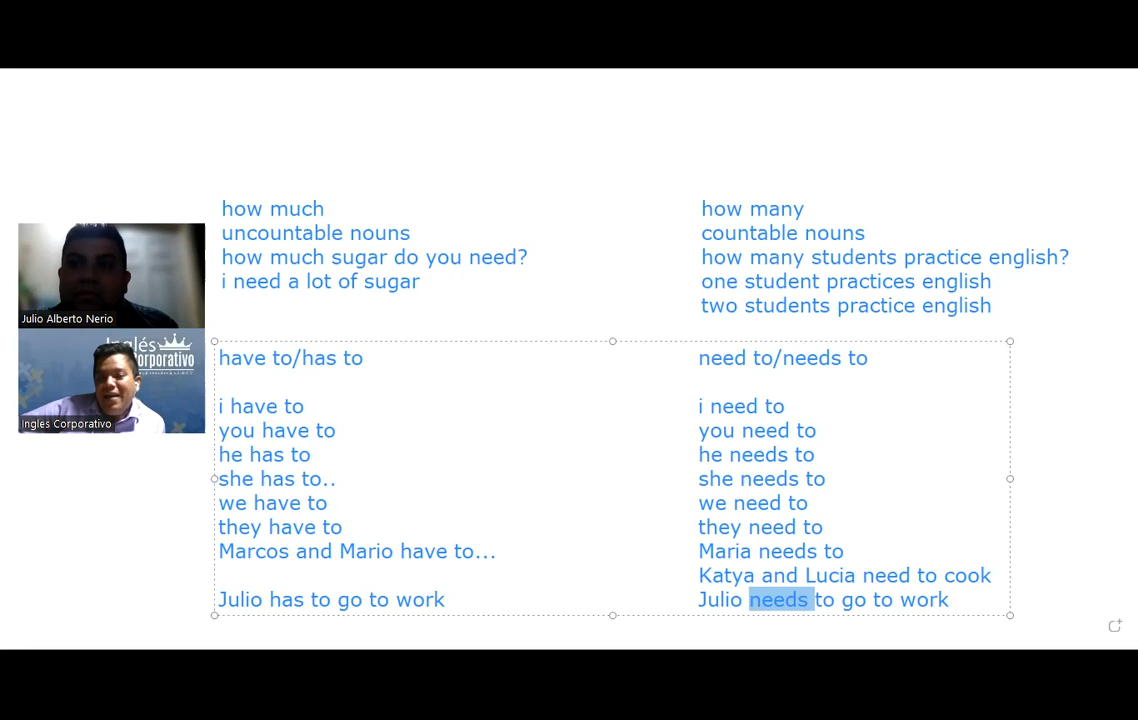 how much
uncountable nouns
how much sugar do you need?
i need a lot of sugar
how many
countable nouns
how many students practice english?
one student practices english
two students practice english
Julio Alberto Nerio
Inglés
Corporativo
Ingles Corporativo
have to/has to
i have to
you have to
he has to
she has to..
we have to
they have to
Marcos and Mario have to...
Julio has to go to work
need to/needs to
i need to
you need to
he needs to
she needs to
we need to
they need to
Maria needs to
Katya and Lucia need to cook
Julio needs to go to work